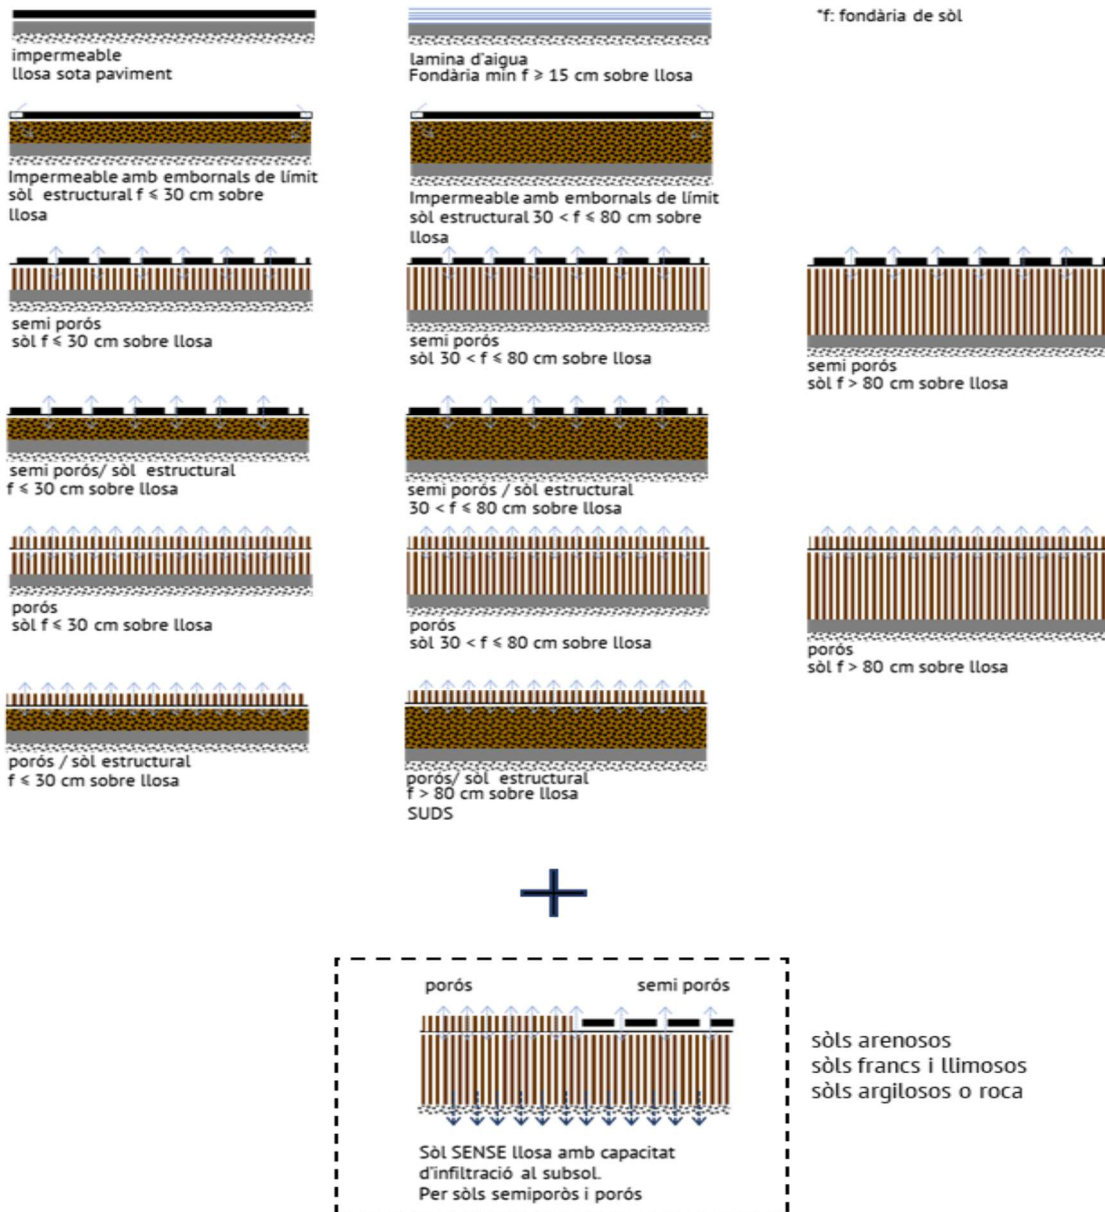 *f: fondària de sòl
impermeable
llosa sota paviment
lamina d'aigua
Fondària min f ≥ 15 cm sobre llosa
Impermeable amb embornals de límit
sòl estructural f ≤ 30 cm sobre
llosa
Impermeable amb embornals de límit
sòl estructural 30 < f ≤ 80 cm sobre
llosa
semi porós
sòl f ≤ 30 cm sobre llosa
semi porós
sòl 30 < f ≤ 80 cm sobre llosa
semi porós
sòl f > 80 cm sobre llosa
semi porós/ sòl estructural
f ≤ 30 cm sobre llosa
semi porós / sòl estructural
30 < f ≤ 80 cm sobre llosa
porós
sòl f ≤ 30 cm sobre llosa
porós
sòl 30 < f ≤ 80 cm sobre llosa
porós
sòl f > 80 cm sobre llosa
porós / sòl estructural
f ≤ 30 cm sobre llosa
porós/ sòl estructural
f > 80 cm sobre llosa
SUDS
porós
semi porós
Sòl SENSE llosa amb capacitat
d'infiltració al subsol.
Per sòls semiporòs i porós
sòls arenosos
sòls francs i llimosos
sòls argilosos o roca